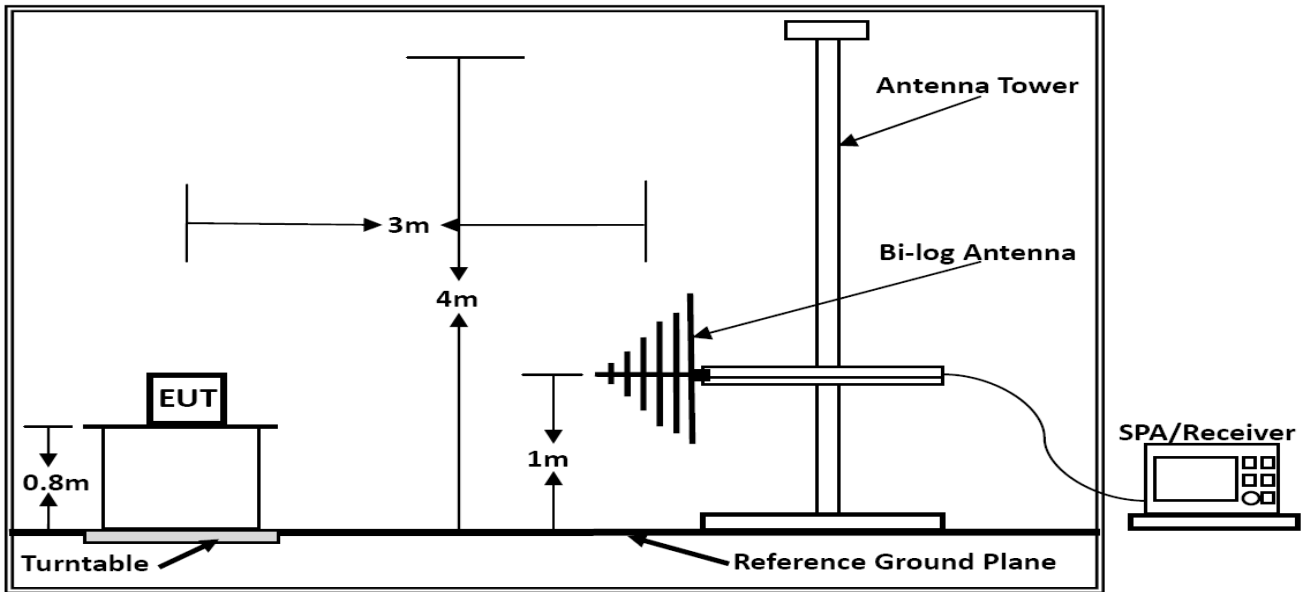 Antenna Tower
3m
Bi-log Antenna
4m
EUT
SPA/Receiver
1m
0.8m
Turntable
Reference Ground Plane